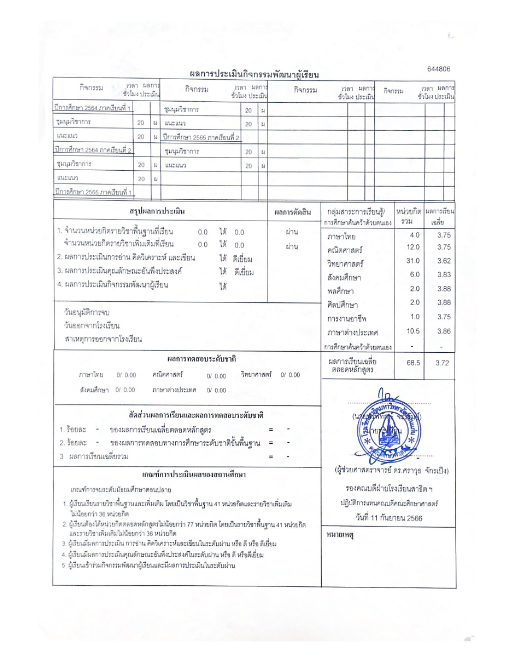 644806
ผลการประเมินกิจกรรมพัฒนาผู้เรียน
กิจกรรม เวลา ชั่วโมง ผลการประเมิน กิจกรรม เวลา ชั่วโมง ผลการประเมิน กิจกรรม เวลา ชั่วโมง ผลการประเมิน กิจกรรม เวลา ชั่วโมง ผลการประเมิน
ปีการศึกษา 2564 ภาคเรียนที่ 1 ชุมนุมวิชาการ 20 ผ
ชุมนุมวิชาการ 20 ผ แนะแนว 20 ผ
แนะแนว 20 ผ ปีการศึกษา 2565 ภาคเรียนที่ 2
ปีการศึกษา 2564 ภาคเรียนที่ 2 ชุมนุมวิชาการ 20 ผ
ชุมนุมวิชาการ 20 ผ แนะแนว 20 ผ
แนะแนว 20 ผ
ปีการศึกษา 2565 ภาคเรียนที่ 1
สรุปผลการประเมิน ผลการตัดสิน
1. จำนวนหน่วยกิตรายวิชาพื้นฐานที่เรียน 0.0 ได้ 0.0 ผ่าน
จำนวนหน่วยกิตรายวิชาเพิ่มเติมที่เรียน 0.0 ได้ 0.0 ผ่าน
2. ผลการประเมินการอ่าน คิดวิเคราะห์ และเขียน ได้ ดีเยี่ยม
3. ผลการประเมินคุณลักษณะอันพึงประสงค์ ได้ ดีเยี่ยม
4. ผลการประเมินกิจกรรมพัฒนาผู้เรียน ได้
วันอนุมัติการจบ
วันออกจากโรงเรียน
สาเหตุการออกจากโรงเรียน
ผลการทดสอบระดับชาติ
ภาษาไทย 0/ 0.00 คณิตศาสตร์ 0/ 0.00 วิทยาศาสตร์ 0/ 0.00
สังคมศึกษา 0/ 0.00 ภาษาต่างประเทศ 0/ 0.00
สัดส่วนผลการเรียนและผลการทดสอบระดับชาติ
1. ร้อยละ - ของผลการเรียนเฉลี่ยตลอดหลักสูตร = -
2. ร้อยละ - ของผลการทดสอบทางการศึกษาระดับชาติขั้นพื้นฐาน = -
3 ผลการเรียนเฉลี่ยรวม = -
เกณฑ์การประเมินผลของสถานศึกษา
เกณฑ์การจบระดับมัธยมศึกษาตอนปลาย
1. ผู้เรียนเรียนรายวิชาพื้นฐานและเพิ่มเติม โดยเป็นวิชาพื้นฐาน 41 หน่วยกิตและรายวิชาเพิ่มเติม
ไม่น้อยกว่า 36 หน่วยกิต
2. ผู้เรียนต้องได้หน่วยกิตตลอดหลักสูตรไม่น้อยกว่า 77 หน่วยกิต โดยเป็นรายวิชาพื้นฐาน 41 หน่วยกิต
และรายวิชาเพิ่มเติมไม่น้อยกว่า 36 หน่วยกิต
3. ผู้เรียนมีผลการประเมิน การอ่าน คิดวิเคราะห์และเขียนในระดับผ่าน หรือ ดี หรือ ดีเยี่ยม
4. ผู้เรียนมีผลการประเมินคุณลักษณะอันพึงประสงค์ในระดับผ่าน หรือ ดี หรือดีเยี่ยม
5. ผู้เรียนเข้าร่วมกิจกรรมพัฒนาผู้เรียนและมีผลการประเมินในระดับผ่าน
กลุ่มสาระการเรียนรู้/ หน่วยกิต ผลการเรียน
การศึกษาค้นคว้าด้วยตนเอง รวม เฉลี่ย
ภาษาไทย 4.0 3.75
คณิตศาสตร์ 12.0 3.75
วิทยาศาสตร์ 31.0 3.62
สังคมศึกษา 6.0 3.83
พลศึกษา 2.0 3.88
ศิลปศึกษา 2.0 3.88
การงานอาชีพ 1.0 3.75
ภาษาต่างประเทศ 10.5 3.86
การศึกษาค้นคว้าด้วยตนเอง - -
ผลการเรียนเฉลี่ย 68.5 3.72
ตลอดหลักสูตร
(ผู้ช่วยศาสตราจารย์ ดร.ศราวุธ จักรเป็ง)
รองคณบดีฝ่ายโรงเรียนสาธิต ฯ
ปฏิบัติการแทนคณบดีคณะศึกษาศาสตร์
วันที่ 11 กันยายน 2566
หมายเหตุ